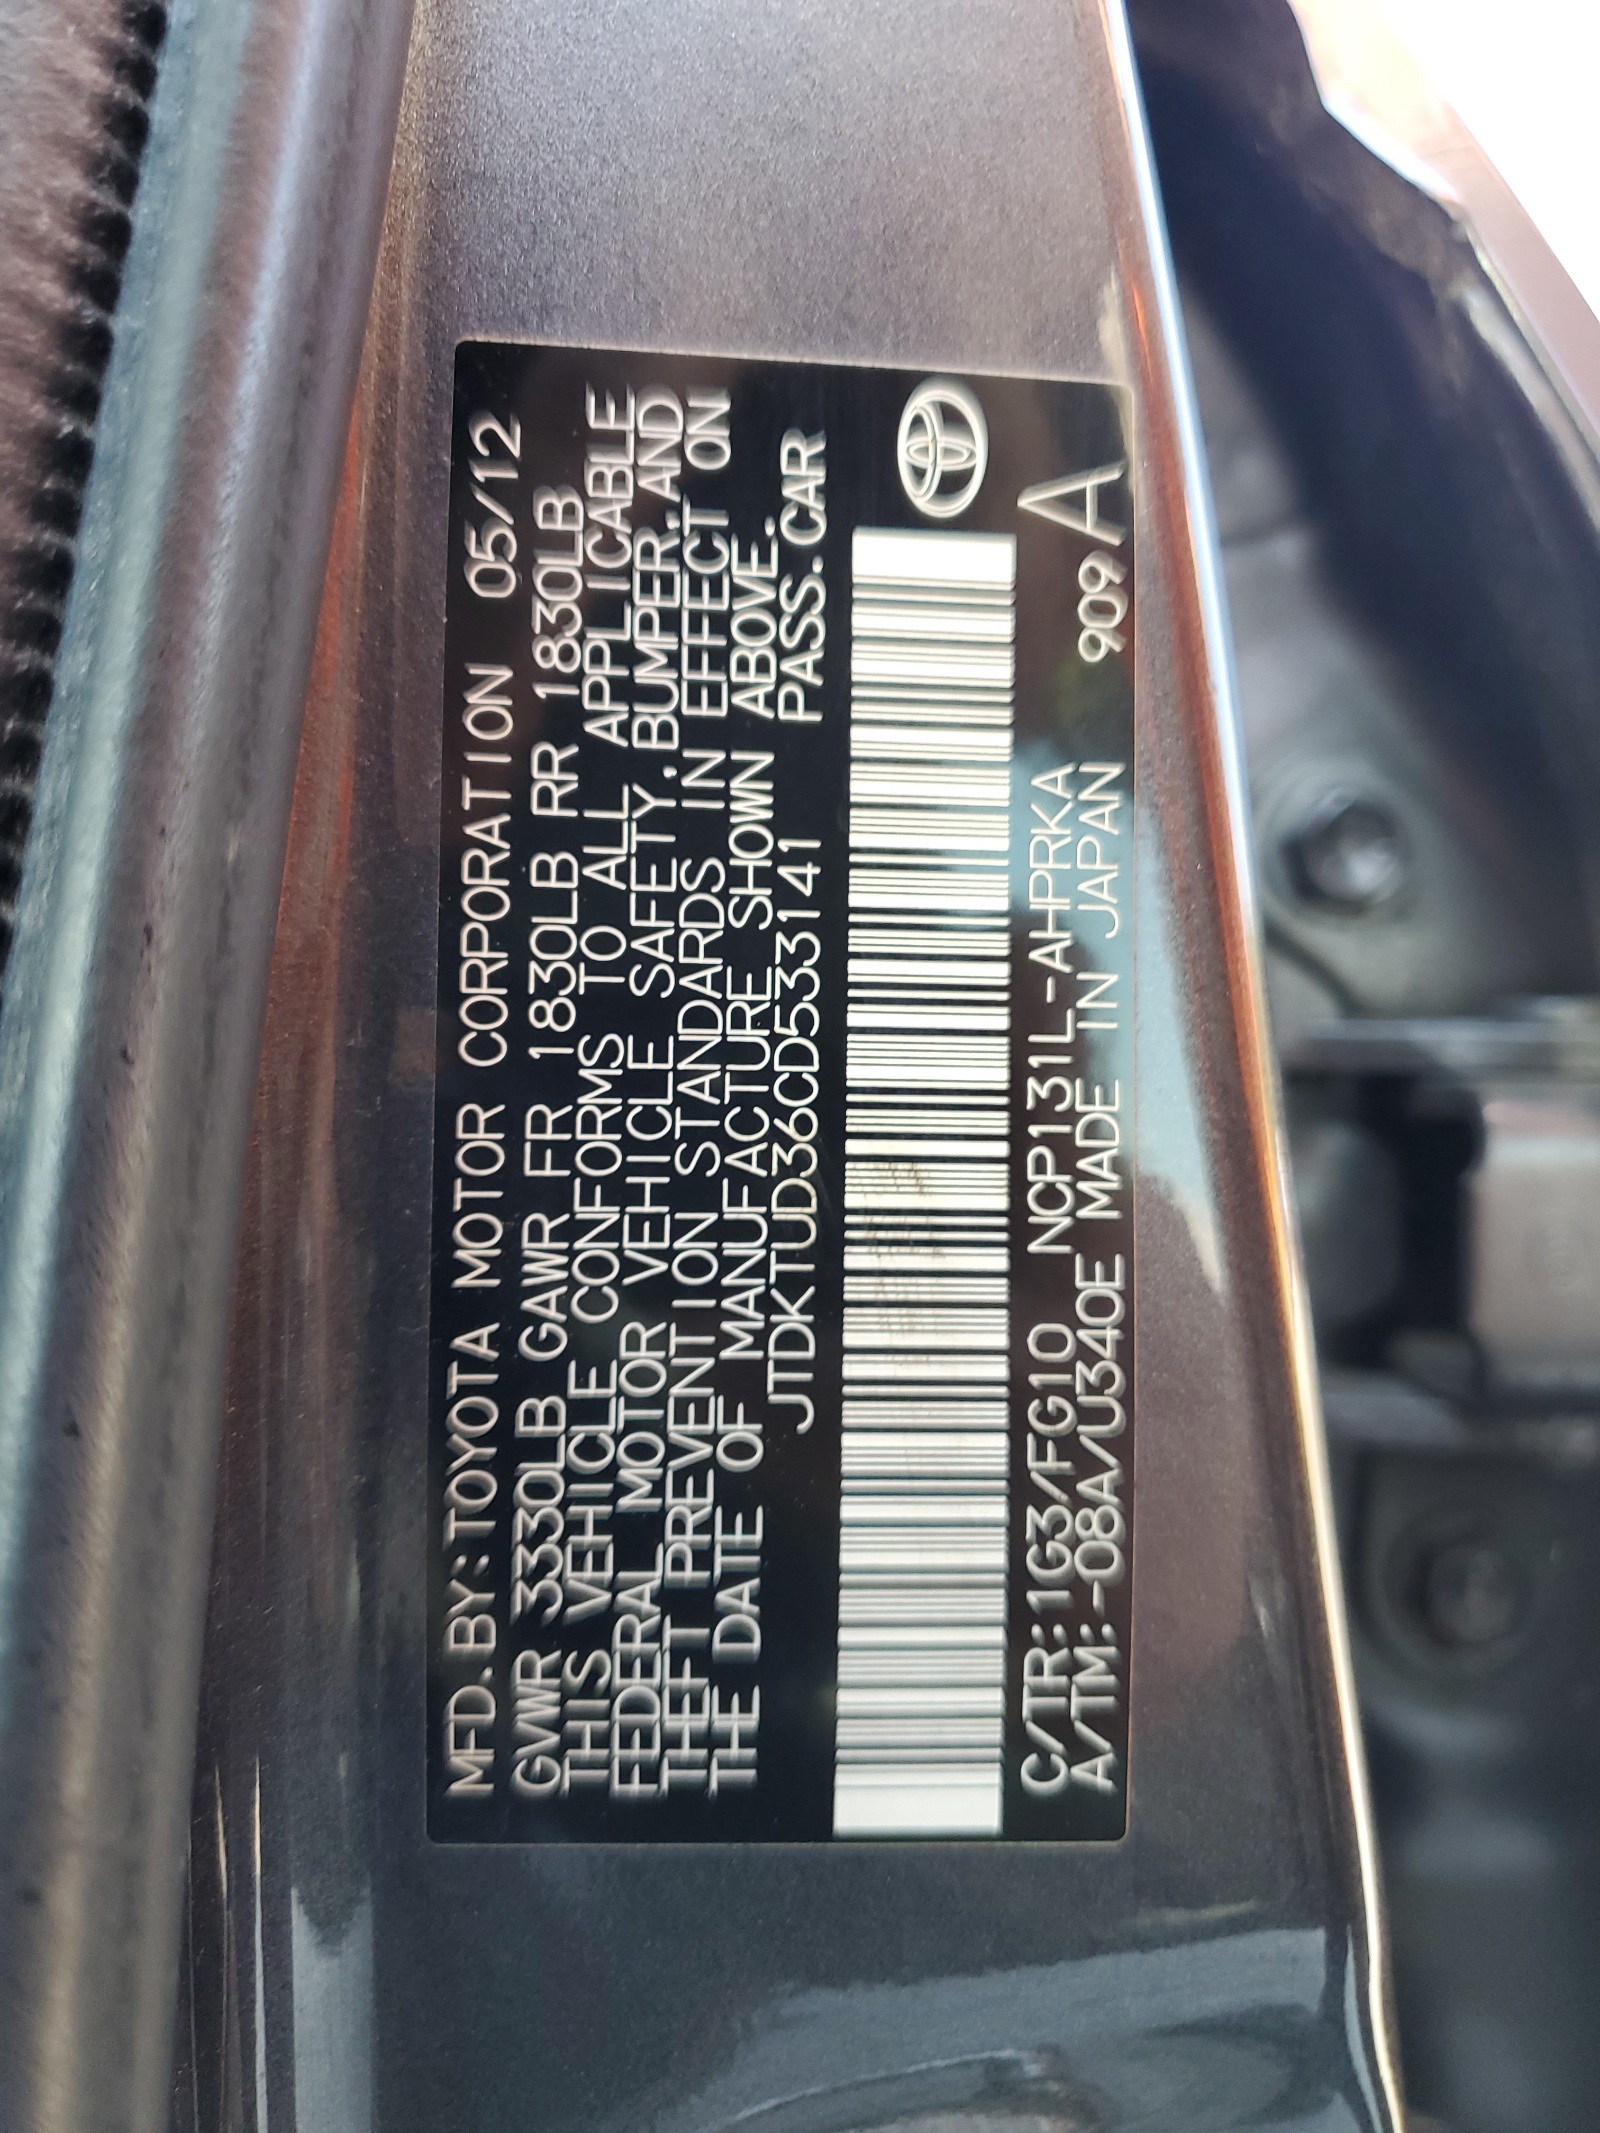 MFD.BY:TOYOTA MOTOR CORPORATION 05/12
GVWR 3330LB GAWR FR 1830LB RR 1830LB
THIS VEHICLE CONFORMS TO ALL APPLICABLE
FEDERAL MOTOR VEHICLE SAFETY, BUMPER, AND
THEFT PREVENTION STANDARDS IN EFFECT ON
THE DATE OF MANUFACTURE SHOWN ABOVE.
JTDKTUD36CD533141 PASS.CAR
C/TR:1G3/FG10 NCP131L-AHPRKA A
A/TM:-08A/U340E MADE IN JAPAN 909